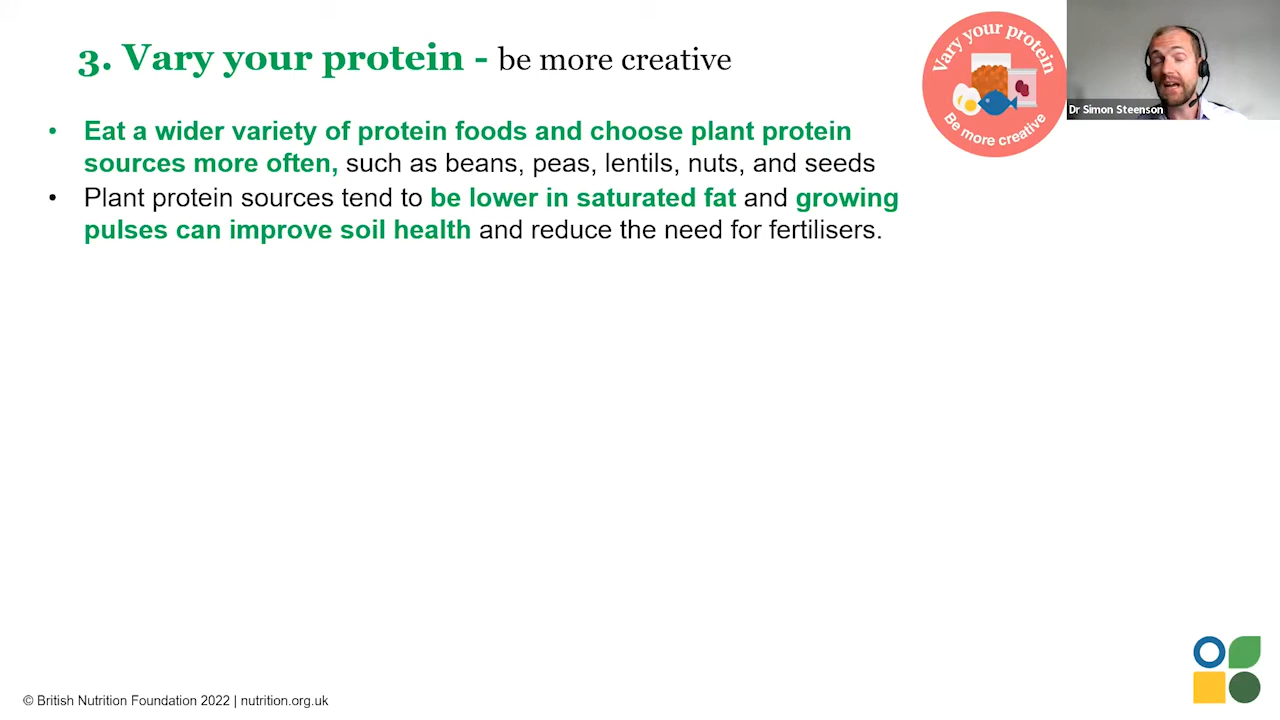 3. Vary your protein - be more creative
Vary your protein
Be more creative
Dr Simon Steenson
• Eat a wider variety of protein foods and choose plant protein
sources more often, such as beans, peas, lentils, nuts, and seeds
• Plant protein sources tend to be lower in saturated fat and growing
pulses can improve soil health and reduce the need for fertilisers.
© British Nutrition Foundation 2022 | nutrition.org.uk